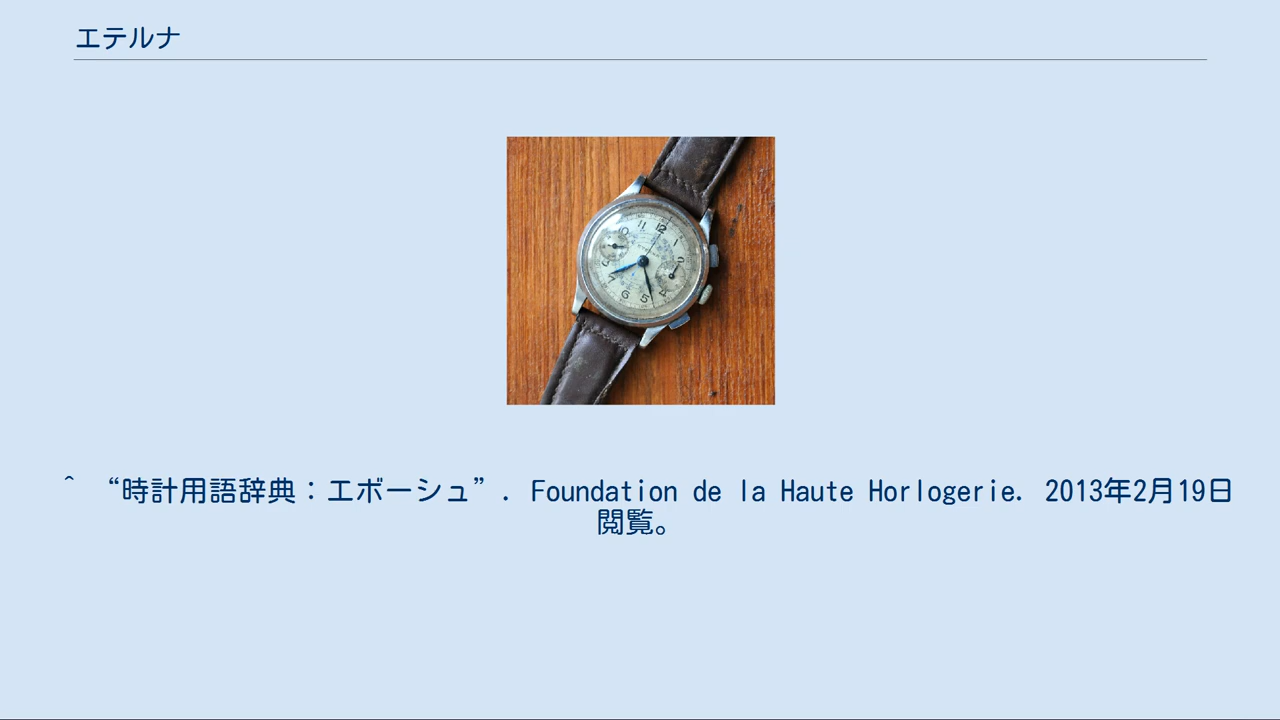 エテルナ
^ “時計用語辞典：エボーシュ”. Foundation de la Haute Horlogerie. 2013年2月19日
閲覧。